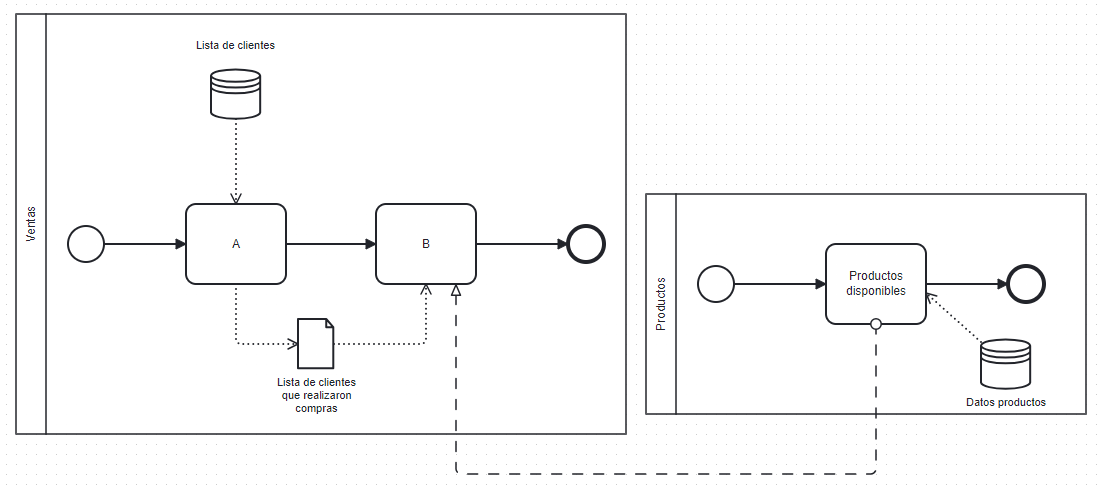 Lista de clientes
Ventas
A
B
Lista de clientes
que realizaron
compras
Productos
Productos
disponibles
Datos productos